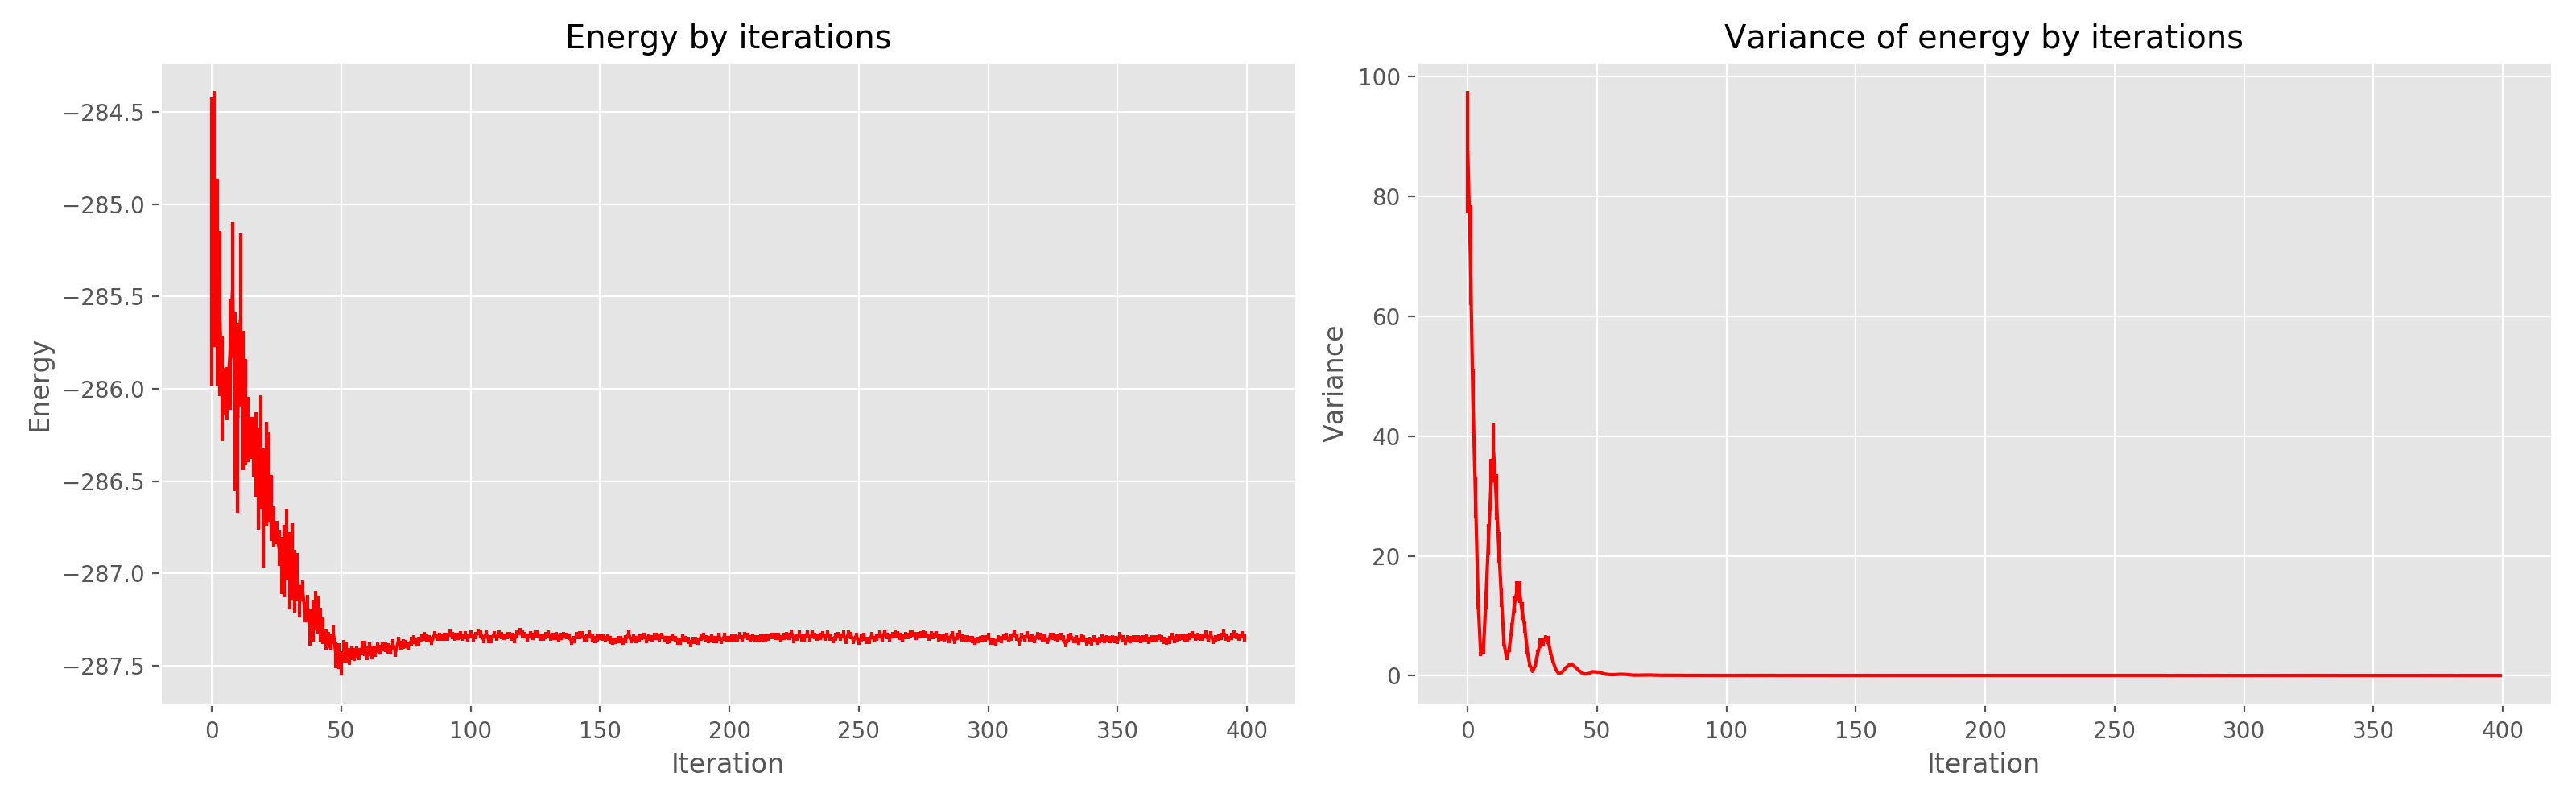 Energy by iterations
Energy
−284.5
−285.0
−285.5
−286.0
−286.5
−287.0
−287.5
0 50 100 150 200 250 300 350 400
Iteration
Variance of energy by iterations
Variance
100
80
60
40
20
0
0 50 100 150 200 250 300 350 400
Iteration